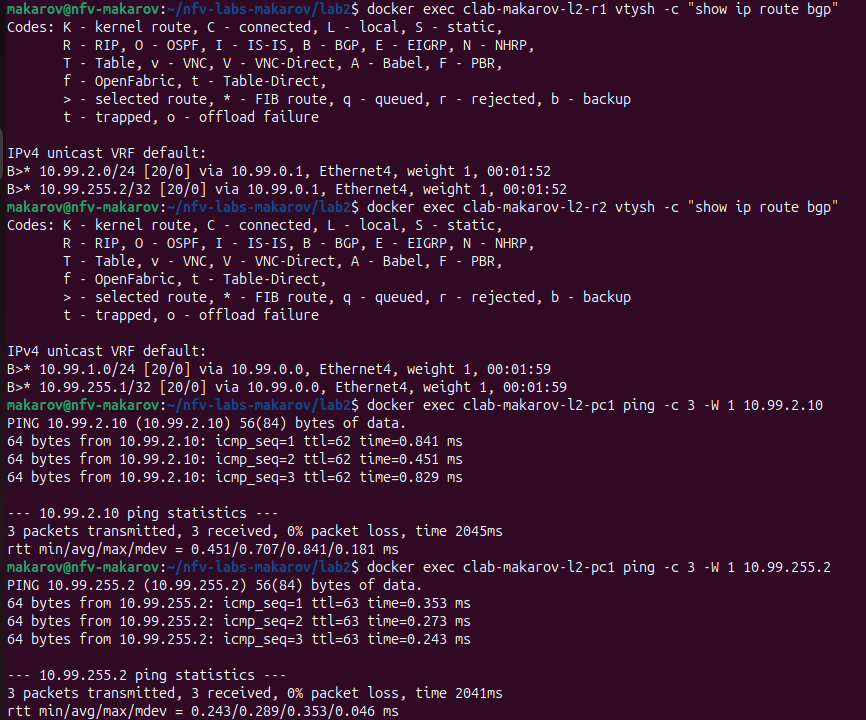 makarov@nfv-makarov:~/nfv-labs-makarov/lab2$ docker exec clab-makarov-l2-r1 vtysh -c "show ip route bgp"
Codes: K - kernel route, C - connected, L - local, S - static,
       R - RIP, O - OSPF, I - IS-IS, B - BGP, E - EIGRP, N - NHRP,
       T - Table, v - VNC, V - VNC-Direct, A - Babel, F - PBR,
       f - OpenFabric, t - Table-Direct,
       > - selected route, * - FIB route, q - queued, r - rejected, b - backup
       t - trapped, o - offload failure

IPv4 unicast VRF default:
B>* 10.99.2.0/24 [20/0] via 10.99.0.1, Ethernet4, weight 1, 00:01:52
B>* 10.99.255.2/32 [20/0] via 10.99.0.1, Ethernet4, weight 1, 00:01:52
makarov@nfv-makarov:~/nfv-labs-makarov/lab2$ docker exec clab-makarov-l2-r2 vtysh -c "show ip route bgp"
Codes: K - kernel route, C - connected, L - local, S - static,
       R - RIP, O - OSPF, I - IS-IS, B - BGP, E - EIGRP, N - NHRP,
       T - Table, v - VNC, V - VNC-Direct, A - Babel, F - PBR,
       f - OpenFabric, t - Table-Direct,
       > - selected route, * - FIB route, q - queued, r - rejected, b - backup
       t - trapped, o - offload failure

IPv4 unicast VRF default:
B>* 10.99.1.0/24 [20/0] via 10.99.0.0, Ethernet4, weight 1, 00:01:59
B>* 10.99.255.1/32 [20/0] via 10.99.0.0, Ethernet4, weight 1, 00:01:59
makarov@nfv-makarov:~/nfv-labs-makarov/lab2$ docker exec clab-makarov-l2-pc1 ping -c 3 -W 1 10.99.2.10
PING 10.99.2.10 (10.99.2.10) 56(84) bytes of data.
64 bytes from 10.99.2.10: icmp_seq=1 ttl=62 time=0.841 ms
64 bytes from 10.99.2.10: icmp_seq=2 ttl=62 time=0.451 ms
64 bytes from 10.99.2.10: icmp_seq=3 ttl=62 time=0.829 ms

--- 10.99.2.10 ping statistics ---
3 packets transmitted, 3 received, 0% packet loss, time 2045ms
rtt min/avg/max/mdev = 0.451/0.707/0.841/0.181 ms
makarov@nfv-makarov:~/nfv-labs-makarov/lab2$ docker exec clab-makarov-l2-pc1 ping -c 3 -W 1 10.99.255.2
PING 10.99.255.2 (10.99.255.2) 56(84) bytes of data.
64 bytes from 10.99.255.2: icmp_seq=1 ttl=63 time=0.353 ms
64 bytes from 10.99.255.2: icmp_seq=2 ttl=63 time=0.273 ms
64 bytes from 10.99.255.2: icmp_seq=3 ttl=63 time=0.243 ms

--- 10.99.255.2 ping statistics ---
3 packets transmitted, 3 received, 0% packet loss, time 2041ms
rtt min/avg/max/mdev = 0.243/0.289/0.353/0.046 ms